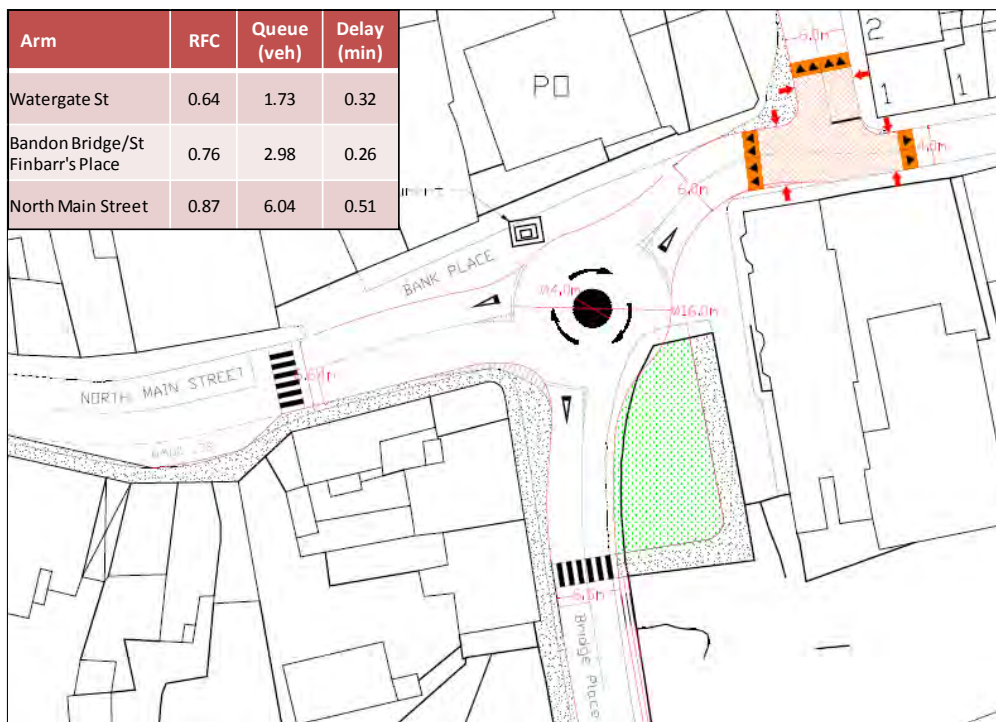 Arm RFC Queue (veh) Delay (min)
Watergate St 0.64 1.73 0.32
Bandon Bridge/St Finbarr's Place 0.76 2.98 0.26
North Main Street 0.87 6.04 0.51
PO
2
1
1
6.0m
4.0m
6.0m
BANK PLACE
Ø4.0m
Ø16.0m
NORTH MAIN STREET
Bridge Place